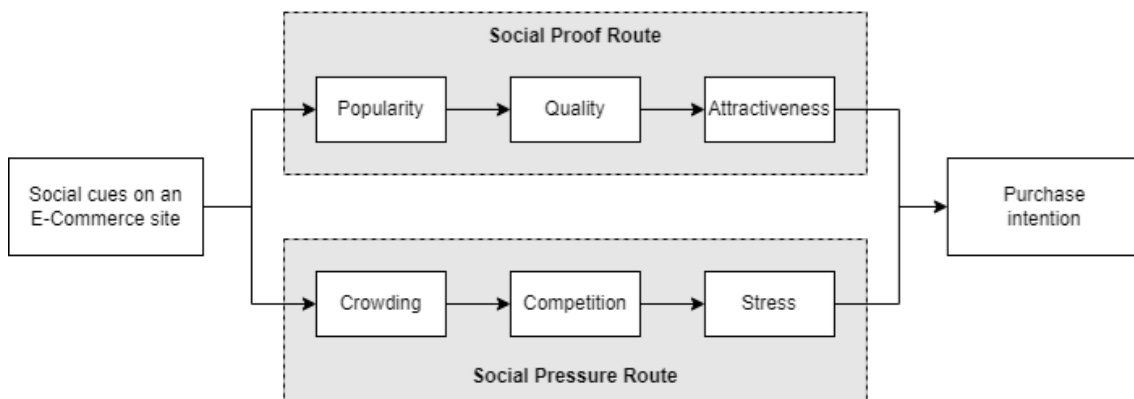 Social Proof Route
Popularity
Quality
Attractiveness
Social cues on an
E-Commerce site
Purchase
intention
Crowding
Competition
Stress
Social Pressure Route